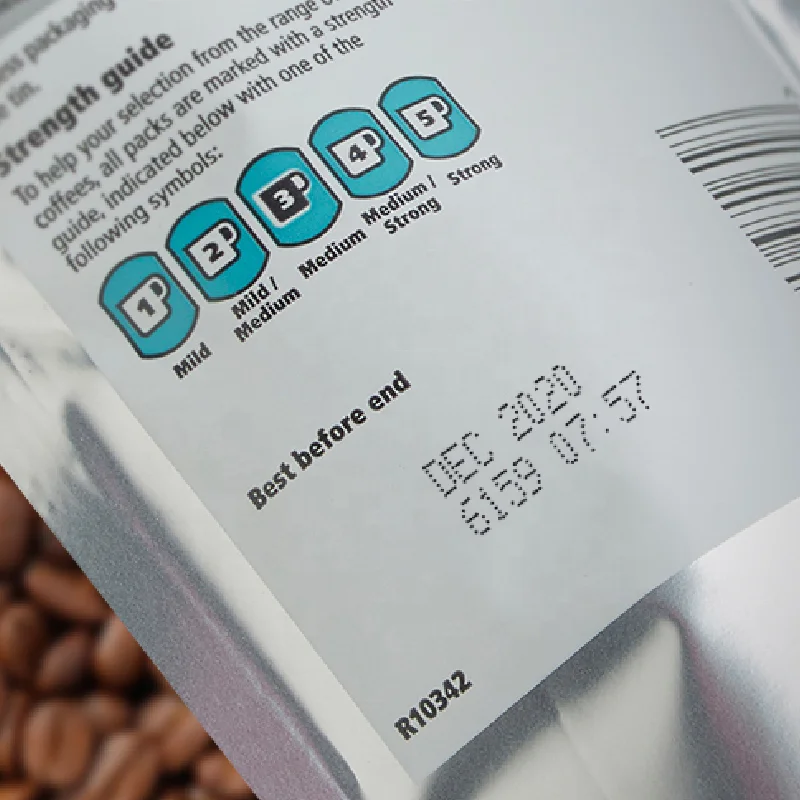 packaging
tin.
Strength guide
To help your selection from the range
coffees, all packs are marked with a strength
guide, indicated below with one of the
following symbols:
1 2 3 4 5
Mild Mild / Medium Medium Medium / Strong Strong
Best before end
DEC 2020
6159 07:57
R10342